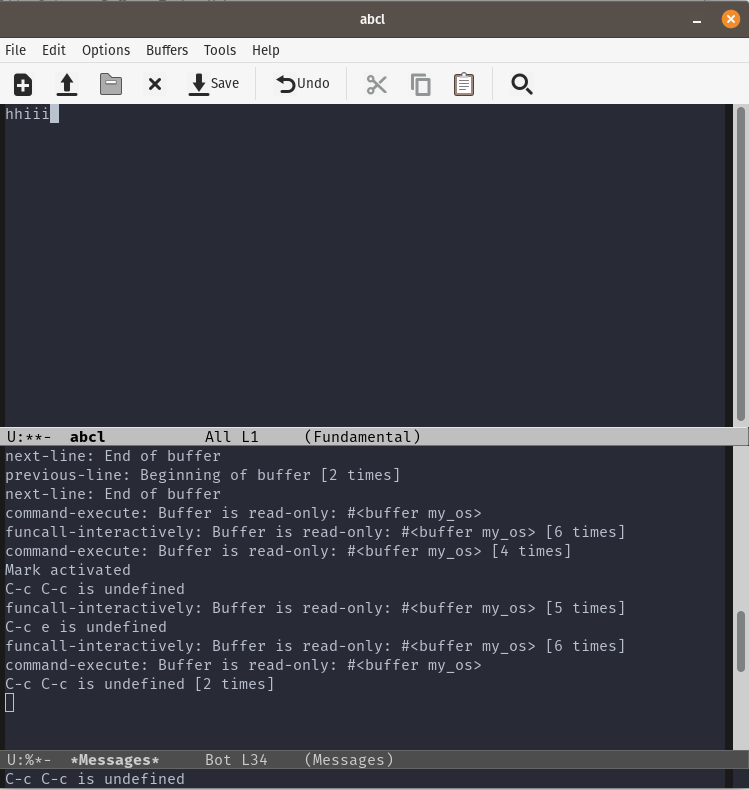 abcl
File Edit Options Buffers Tools Help
Save Undo
hhiii
U:**-  abcl           All L1     (Fundamental)
next-line: End of buffer
previous-line: Beginning of buffer [2 times]
next-line: End of buffer
command-execute: Buffer is read-only: #<buffer my_os>
funcall-interactively: Buffer is read-only: #<buffer my_os> [6 times]
command-execute: Buffer is read-only: #<buffer my_os> [4 times]
Mark activated
C-c C-c is undefined
funcall-interactively: Buffer is read-only: #<buffer my_os> [5 times]
C-c e is undefined
funcall-interactively: Buffer is read-only: #<buffer my_os> [6 times]
command-execute: Buffer is read-only: #<buffer my_os>
C-c C-c is undefined [2 times]
U:%*-  *Messages*     Bot L34    (Messages)
C-c C-c is undefined